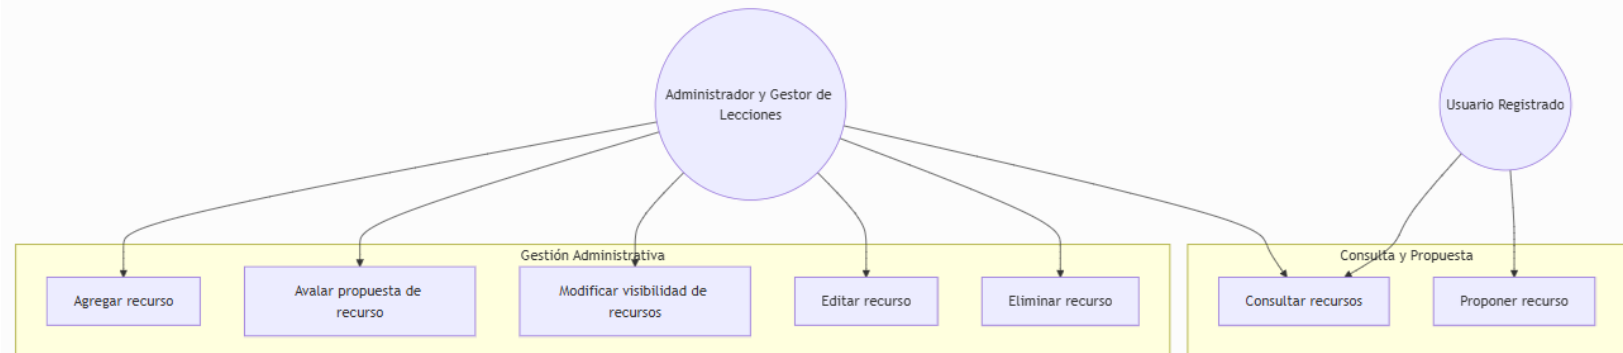 Administrador y Gestor de
Lecciones
Usuario Registrado
Gestión Administrativa
Consulta y Propuesta
Agregar recurso
Avalar propuesta de
recurso
Modificar visibilidad de
recursos
Editar recurso
Eliminar recurso
Consultar recursos
Proponer recurso